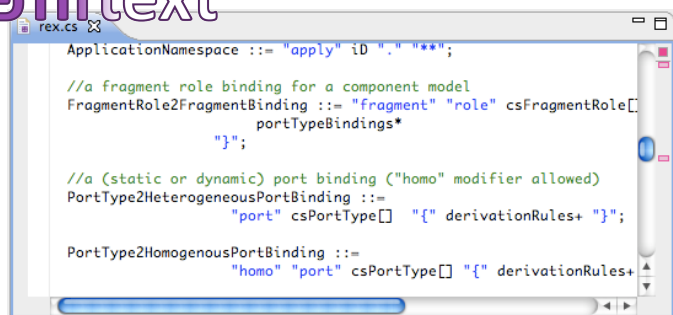 rex.cs
ApplicationNamespace ::= "apply" iD "." "**";
//a fragment role binding for a component model
FragmentRole2FragmentBinding ::= "fragment" "role" csFragmentRole[]
portTypeBindings*
"}";
//a (static or dynamic) port binding ("homo" modifier allowed)
PortType2HeterogeneousPortBinding ::=
"port" csPortType[] "{" derivationRules+ "}";
PortType2HomogenousPortBinding ::=
"homo" "port" csPortType[] "{" derivationRules+